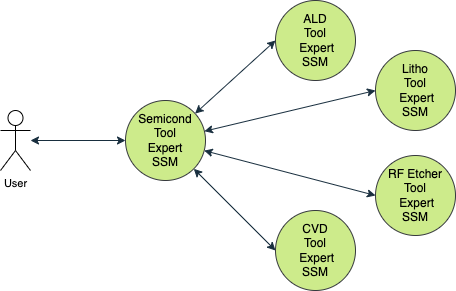 ALD
Tool
Expert
SSM
Litho
Tool
Expert
SSM
Semicond
Tool
Expert
SSM
User
RF Etcher
Tool
Expert
SSM
CVD
Tool
Expert
SSM